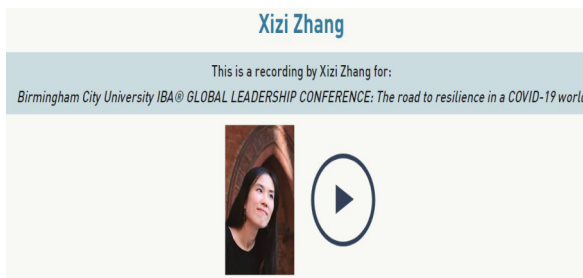 Xizi Zhang
This is a recording by Xizi Zhang for:
Birmingham City University IBA® GLOBAL LEADERSHIP CONFERENCE: The road to resilience in a COVID-19 world